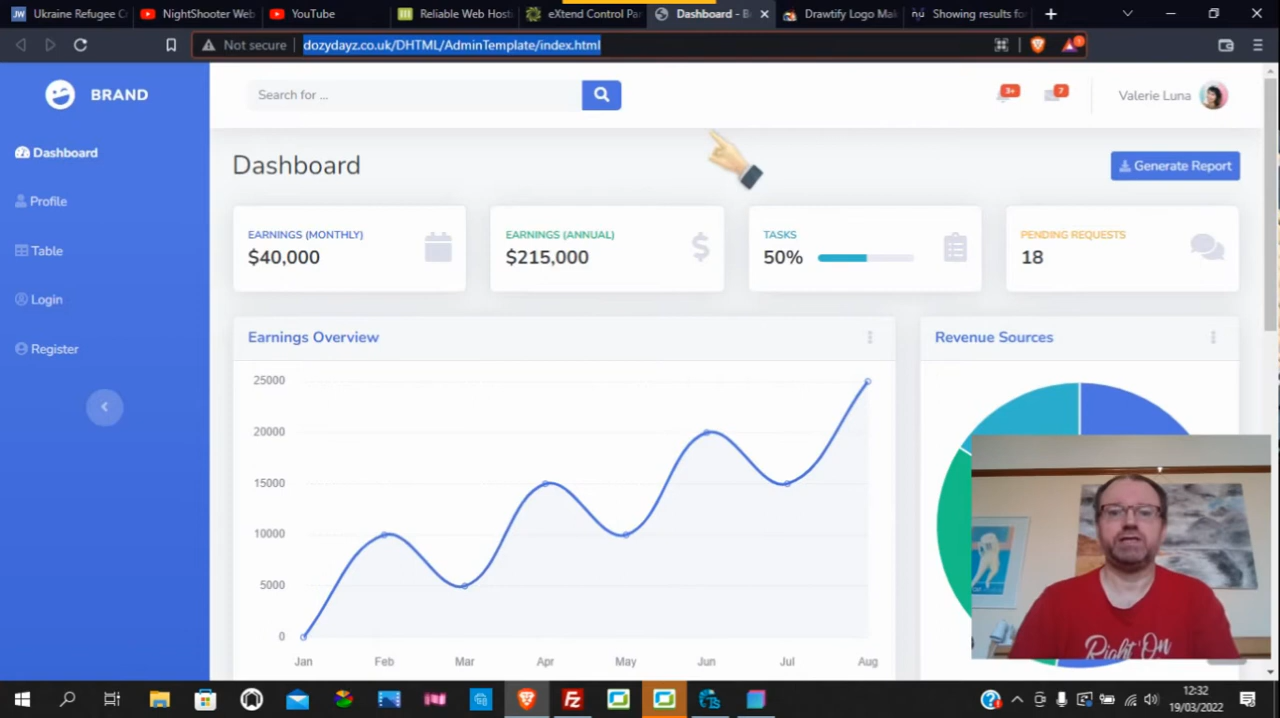 Ukraine Refugee C
NightShooter Web
YouTube
Reliable Web Host
eXtend Control Pa
Dashboard - B
Drawtify Logo Ma
Showing results fo
Not secure
dozydayz.co.uk/DHTML/AdminTemplate/index.html
BRAND
Search for ...
3+
7
Valerie Luna
Dashboard
Profile
Table
Login
Register
Dashboard
Generate Report
EARNINGS (MONTHLY)
$40,000
EARNINGS (ANNUAL)
$215,000
TASKS
50%
PENDING REQUESTS
18
Earnings Overview
25000
20000
15000
10000
5000
0
Jan Feb Mar Apr May Jun Jul Aug
Revenue Sources
Right On
12:32
19/03/2022